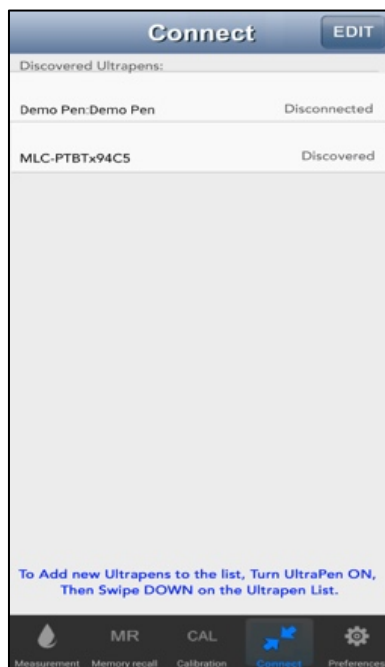 Connect EDIT
Discovered Ultrapens:
Demo Pen:Demo Pen Disconnected
MLC-PTBTx94C5 Discovered
To Add new Ultrapens to the list, Turn UltraPen ON,
Then Swipe DOWN on the Ultrapen List.
MR CAL
Measurement Memory recall Calibration Connect Preferences